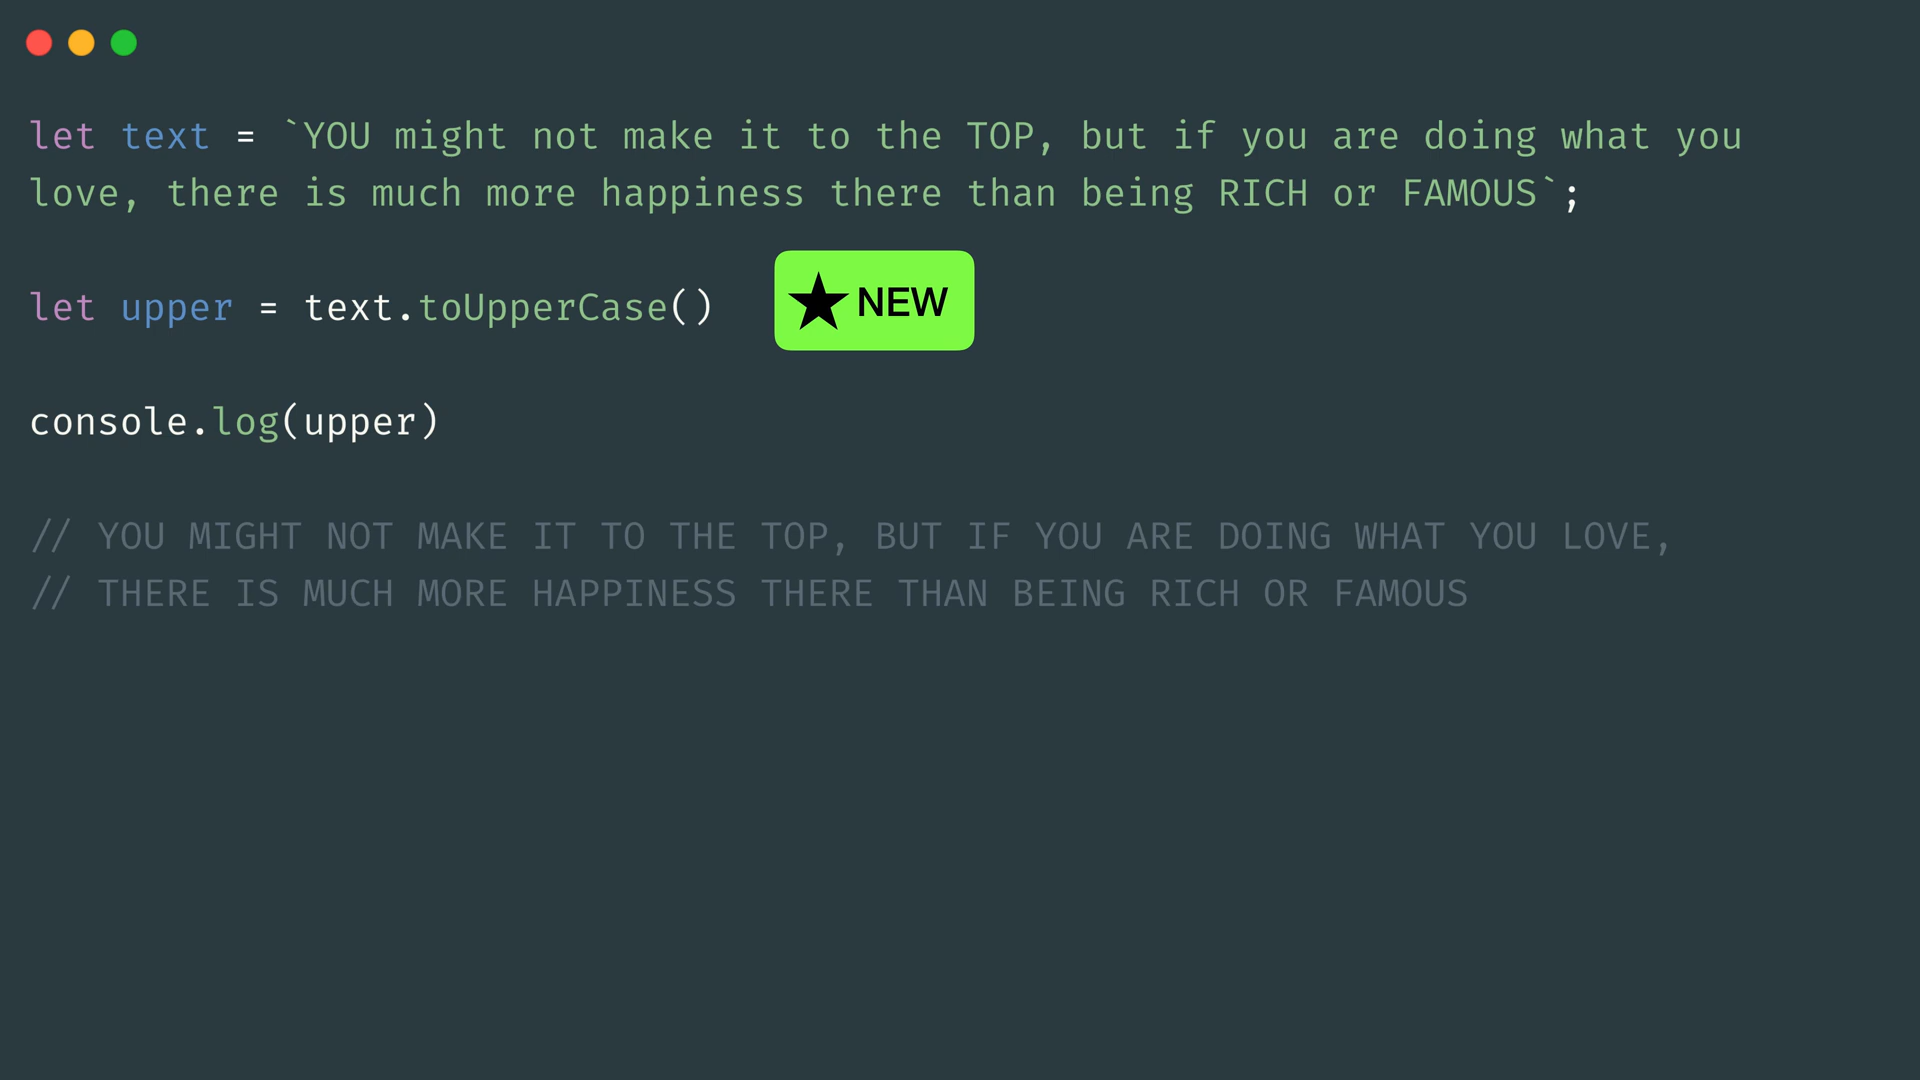 let text = `YOU might not make it to the TOP, but if you are doing what you
love, there is much more happiness there than being RICH or FAMOUS`;
let upper = text.toUpperCase()
★ NEW
console.log(upper)
// YOU MIGHT NOT MAKE IT TO THE TOP, BUT IF YOU ARE DOING WHAT YOU LOVE,
// THERE IS MUCH MORE HAPPINESS THERE THAN BEING RICH OR FAMOUS